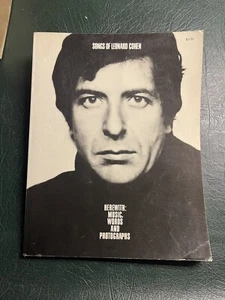 SONGS OF LEONARD COHEN
HEREWITH:
MUSIC,
WORDS
AND
PHOTOGRAPHS